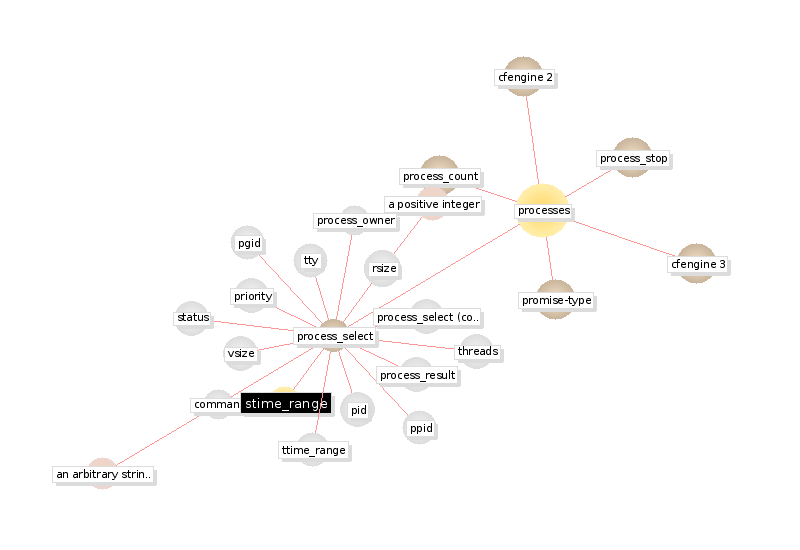 cfengine 2
process_stop
process_count
a positive integer
processes
process_owner
pgid
tty
rsize
cfengine 3
priority
promise-type
status
process_select (co..
process_select
vsize
threads
process_result
comman
stime_range
pid
ppid
ttime_range
an arbitrary strin..